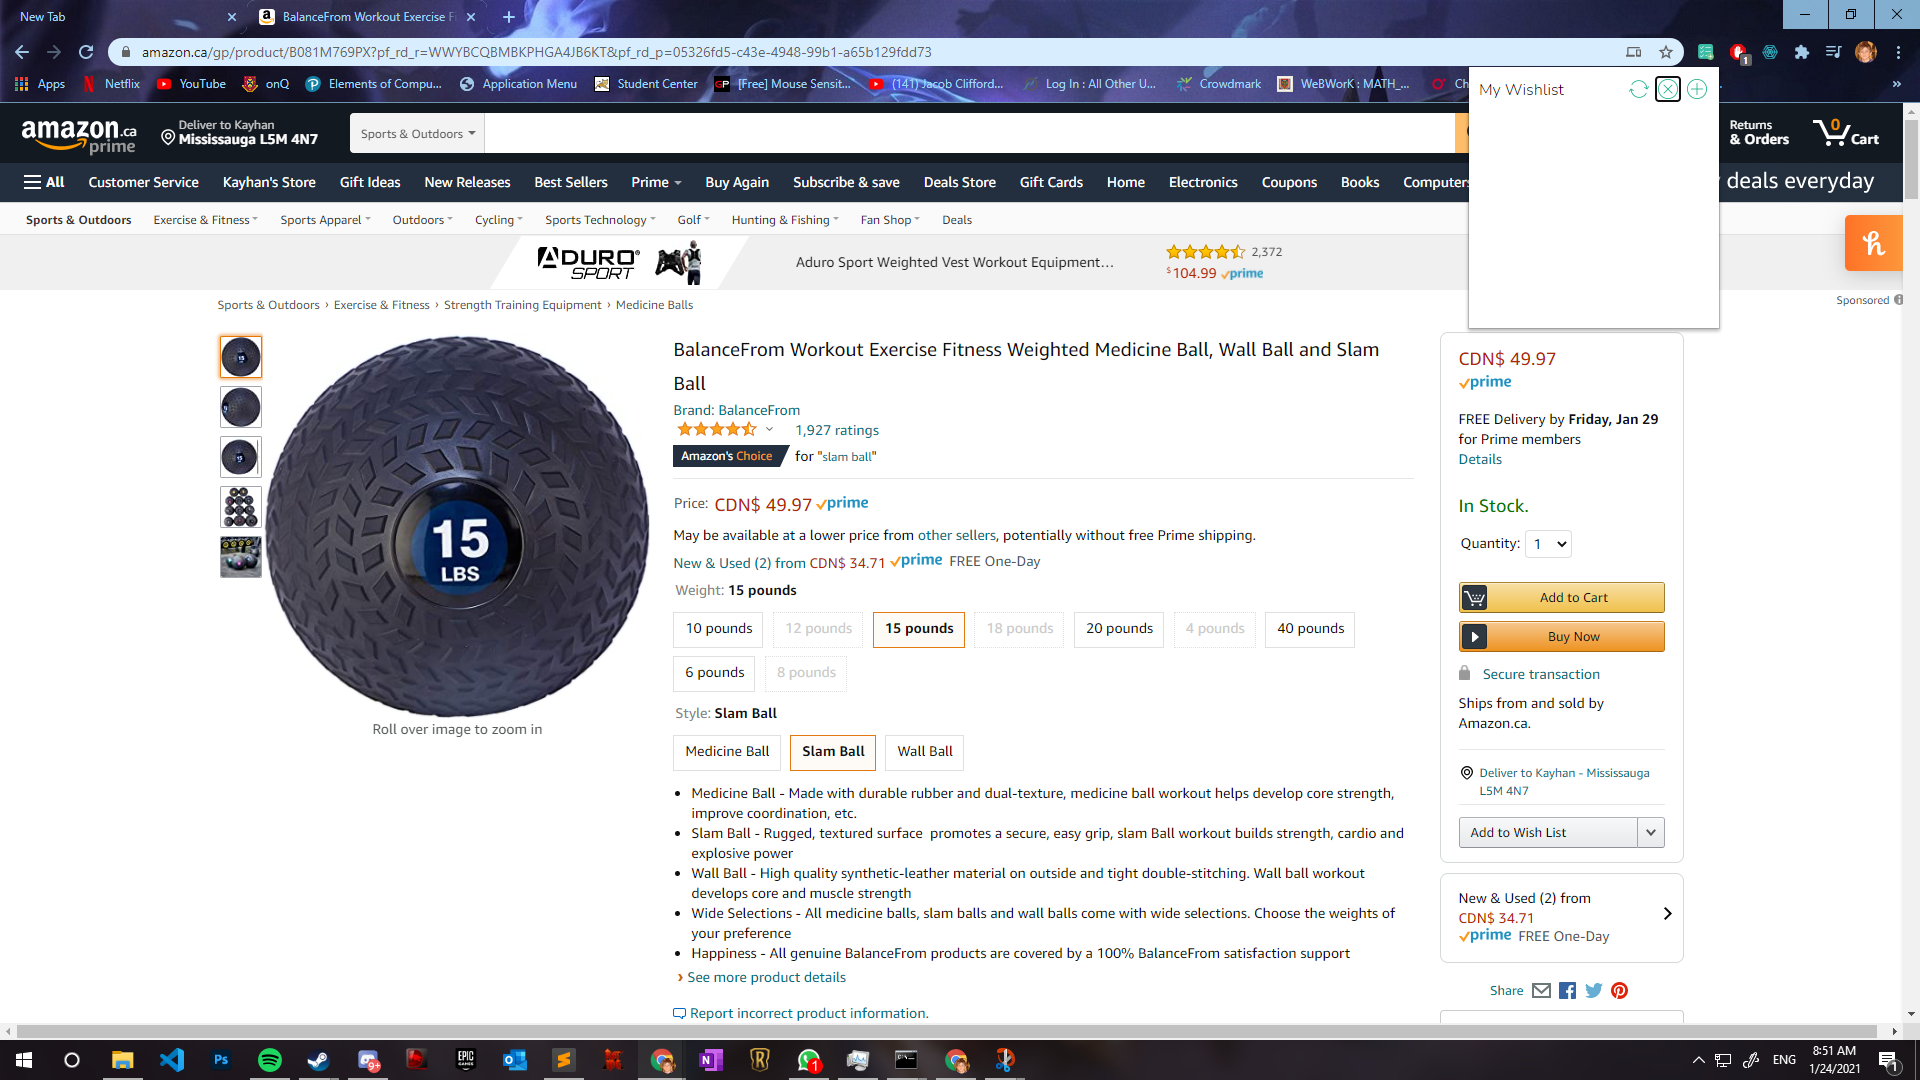 New Tab
BalanceFrom Workout Exercise Fi
amazon.ca/gp/product/B081M769PX?pf_rd_r=WWYBCQBMBKPHGA4JB6KT&pf_rd_p=05326fd5-c43e-4948-99b1-a65b129fdd73
Apps Netflix YouTube onQ Elements of Compu... Application Menu Student Center [Free] Mouse Sensit... (141) Jacob Clifford... Log In : All Other U... Crowdmark WeBWorK : MATH_... Ch
My Wishlist
amazon.ca
prime
Deliver to Kayhan
Mississauga L5M 4N7
Sports & Outdoors
Returns
& Orders
0
Cart
All Customer Service Kayhan's Store Gift Ideas New Releases Best Sellers Prime Buy Again Subscribe & save Deals Store Gift Cards Home Electronics Coupons Books Computers deals everyday
Sports & Outdoors Exercise & Fitness Sports Apparel Outdoors Cycling Sports Technology Golf Hunting & Fishing Fan Shop Deals
ADURO
SPORT
Aduro Sport Weighted Vest Workout Equipment…
2,372
$104.99 prime
Sponsored
Sports & Outdoors › Exercise & Fitness › Strength Training Equipment › Medicine Balls
15
LBS
Roll over image to zoom in
BalanceFrom Workout Exercise Fitness Weighted Medicine Ball, Wall Ball and Slam
Ball
Brand: BalanceFrom
1,927 ratings
Amazon's Choice for "slam ball"
Price: CDN$ 49.97 prime
May be available at a lower price from other sellers, potentially without free Prime shipping.
New & Used (2) from CDN$ 34.71 prime FREE One-Day
Weight: 15 pounds
10 pounds 12 pounds 15 pounds 18 pounds 20 pounds 4 pounds 40 pounds
6 pounds 8 pounds
Style: Slam Ball
Medicine Ball Slam Ball Wall Ball
• Medicine Ball - Made with durable rubber and dual-texture, medicine ball workout helps develop core strength,
improve coordination, etc.
• Slam Ball - Rugged, textured surface promotes a secure, easy grip, slam Ball workout builds strength, cardio and
explosive power
• Wall Ball - High quality synthetic-leather material on outside and tight double-stitching. Wall ball workout
develops core and muscle strength
• Wide Selections - All medicine balls, slam balls and wall balls come with wide selections. Choose the weights of
your preference
• Happiness - All genuine BalanceFrom products are covered by a 100% BalanceFrom satisfaction support
› See more product details
Report incorrect product information.
CDN$ 49.97
prime
FREE Delivery by Friday, Jan 29
for Prime members
Details
In Stock.
Quantity: 1
Add to Cart
Buy Now
Secure transaction
Ships from and sold by
Amazon.ca.
Deliver to Kayhan - Mississauga
L5M 4N7
Add to Wish List
New & Used (2) from
CDN$ 34.71
prime FREE One-Day
Share
ENG
8:51 AM
1/24/2021